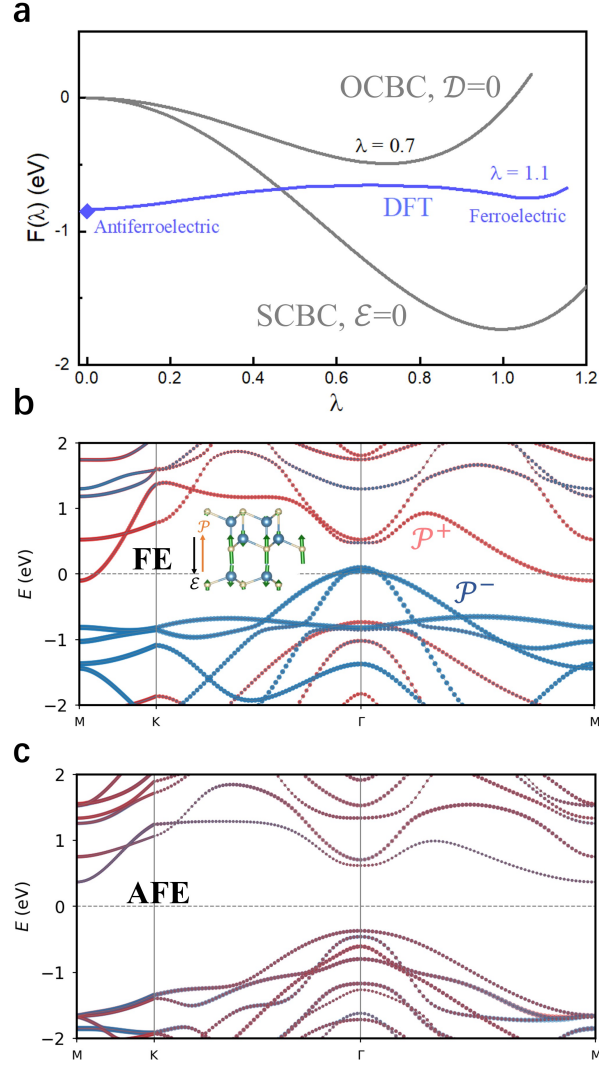 a
F(λ) (eV)
0
-1
-2
OCBC, 𝒟=0
λ = 0.7
λ = 1.1
DFT
Antiferroelectric
Ferroelectric
SCBC, ℰ=0
0.0 0.2 0.4 0.6 0.8 1.0 1.2
λ
b
E (eV)
2
1
0
−1
−2
FE
𝒫
ℰ
𝒫⁺
𝒫⁻
M K Γ M
c
E (eV)
2
1
0
−1
−2
AFE
M K Γ M